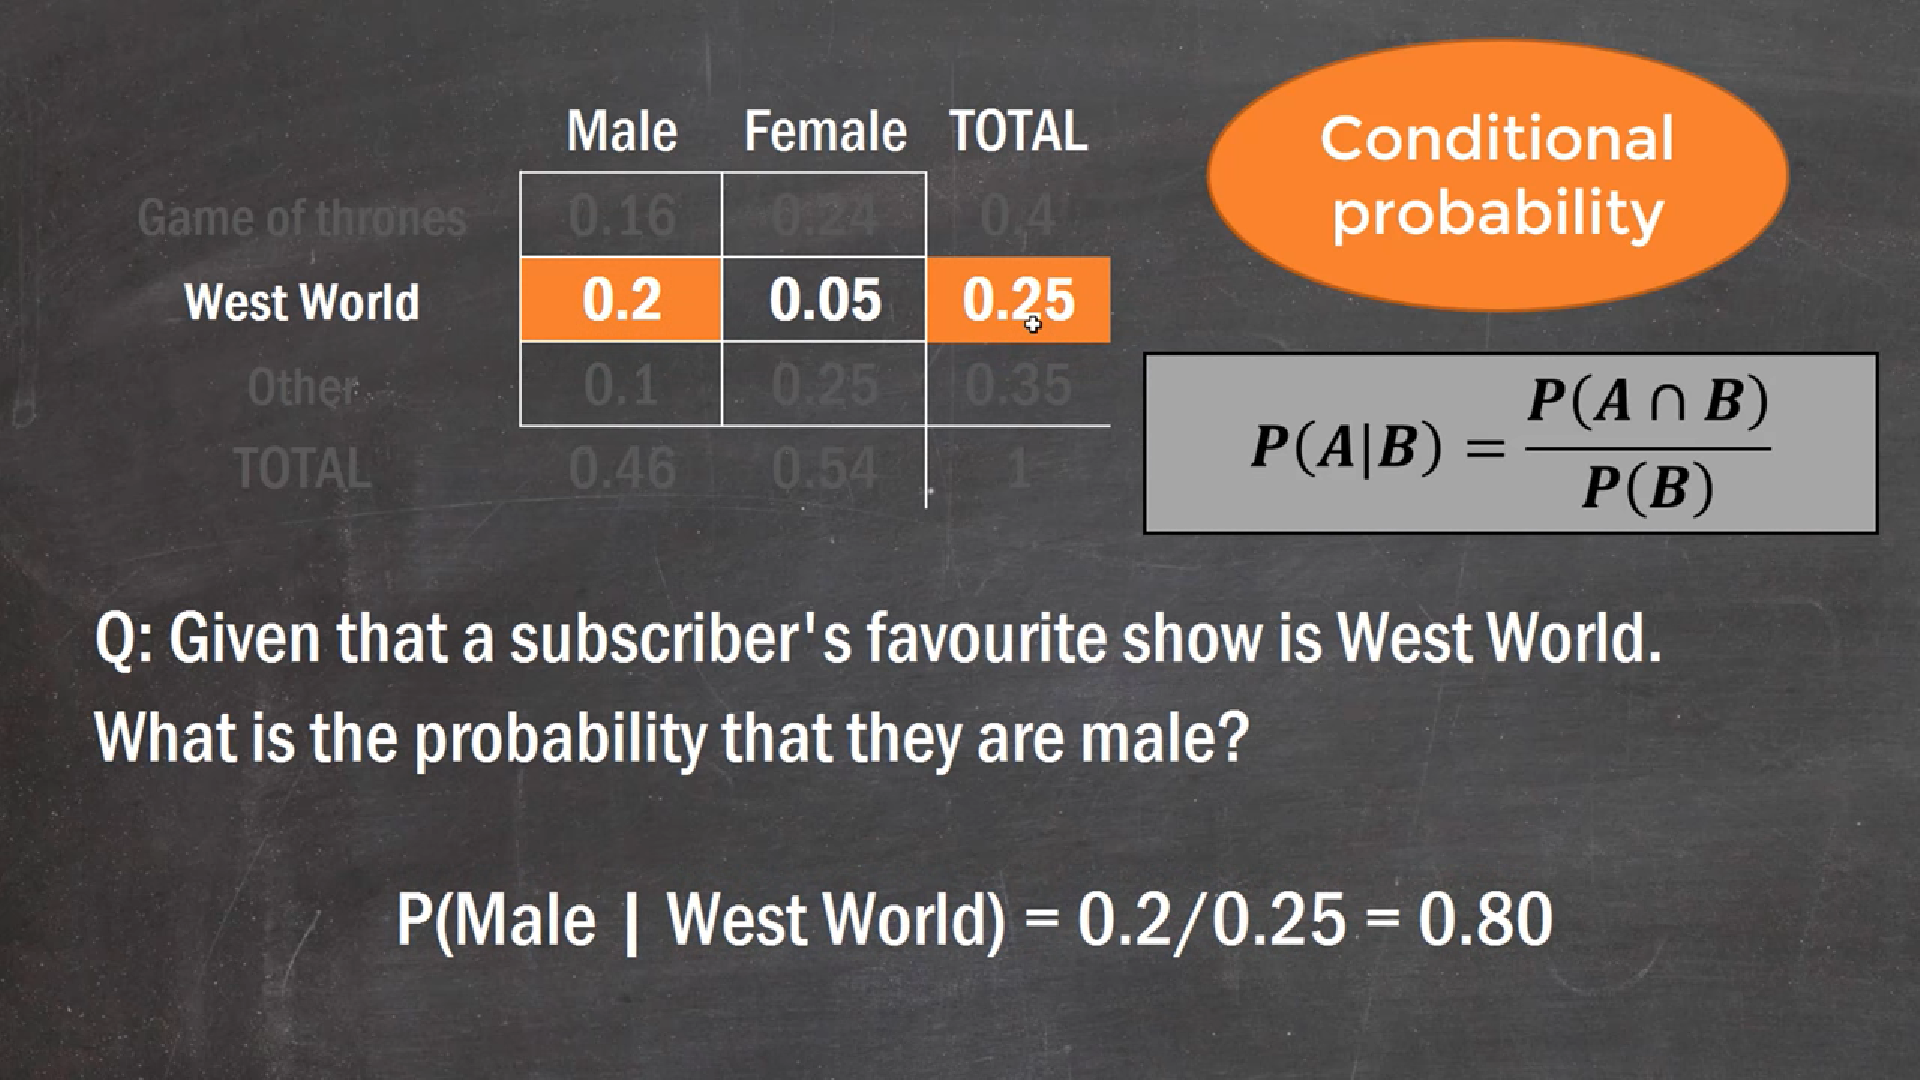 Male Female TOTAL
Game of thrones 0.16 0.24 0.4
West World 0.2 0.05 0.25
Other 0.1 0.25 0.35
TOTAL 0.46 0.54 1
Conditional
probability
P(A|B) = P(A ∩ B) / P(B)
Q: Given that a subscriber's favourite show is West World.
What is the probability that they are male?
P(Male | West World) = 0.2/0.25 = 0.80